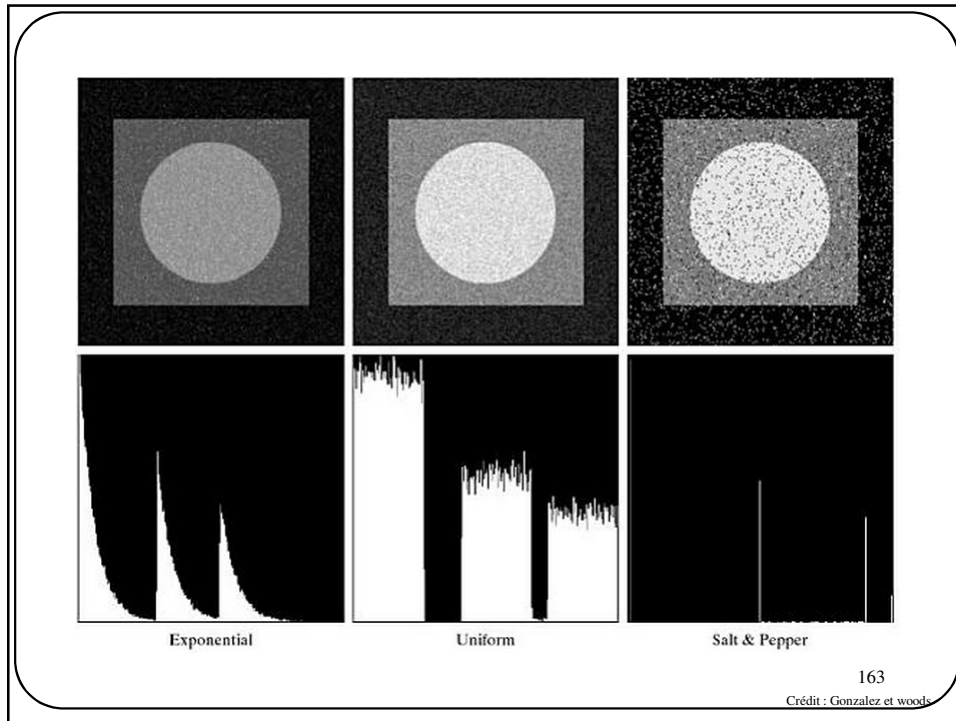 Exponential
Uniform
Salt & Pepper
163
Crédit : Gonzalez et woods